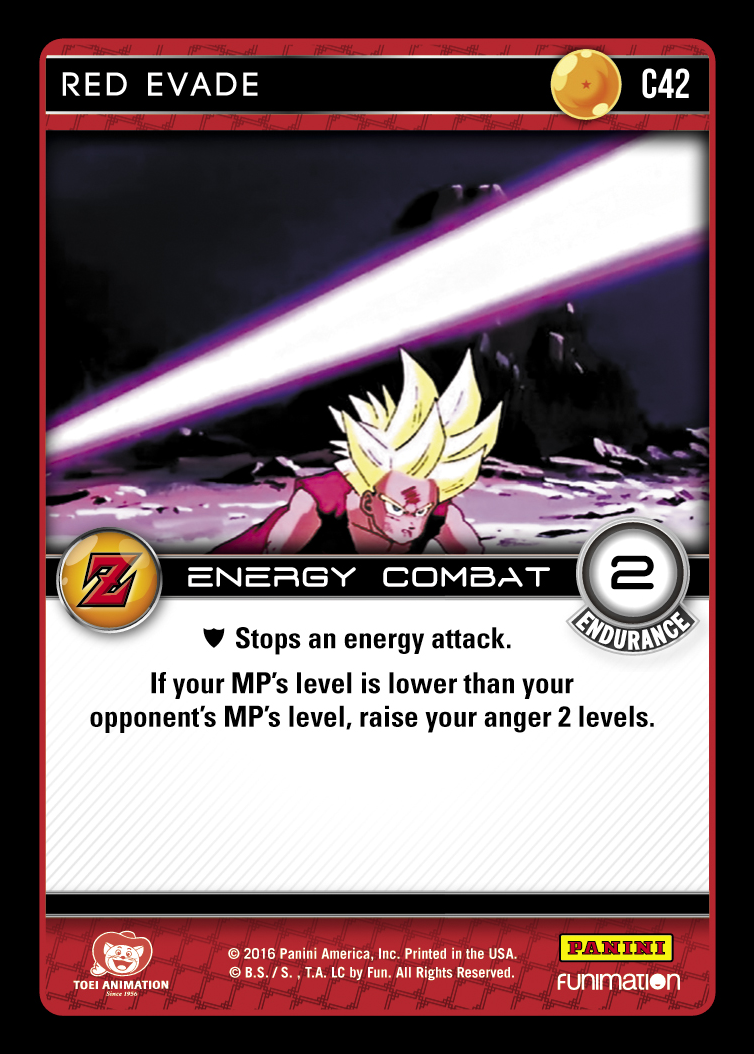 RED EVADE
C42
Z
ENERGY COMBAT
2
ENDURANCE
Stops an energy attack.
If your MP's level is lower than your
opponent's MP's level, raise your anger 2 levels.
TOEI ANIMATION
Since 1956
© 2016 Panini America, Inc. Printed in the USA.
© B.S. / S. , T.A. LC by Fun. All Rights Reserved.
PANINI
FUNIMATION